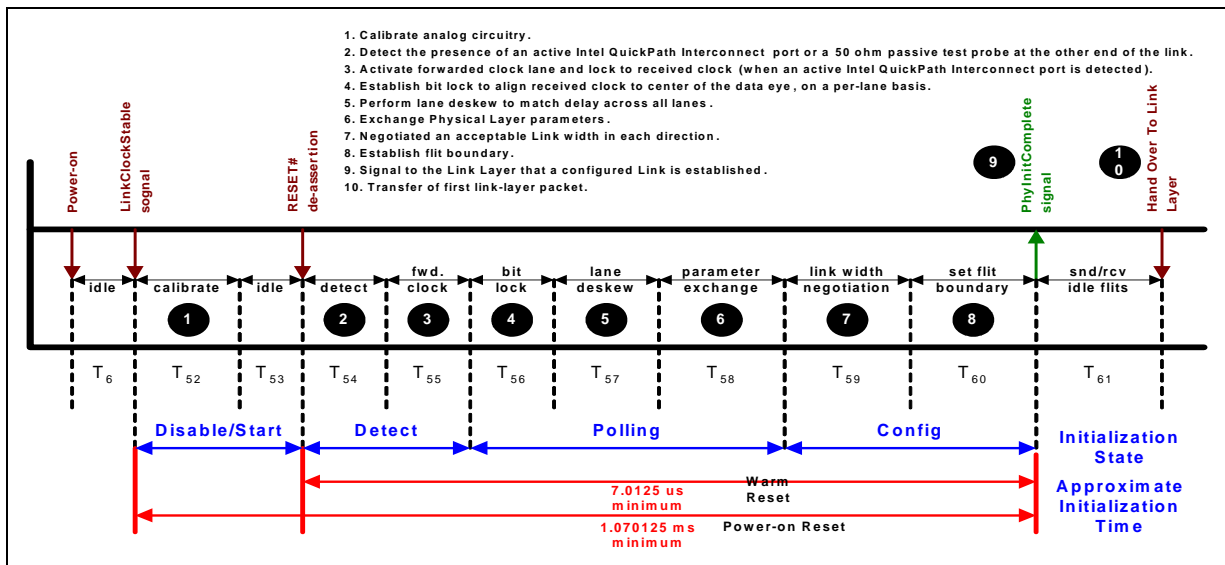 1. Calibrate analog circuitry.
2. Detect the presence of an active Intel QuickPath Interconnect port or a 50 ohm passive test probe at the other end of the link.
3. Activate forwarded clock lane and lock to received clock (when an active Intel QuickPath Interconnect port is detected).
4. Establish bit lock to align received clock to center of the data eye, on a per-lane basis.
5. Perform lane deskew to match delay across all lanes.
6. Exchange Physical Layer parameters.
7. Negotiated an acceptable Link width in each direction.
8. Establish flit boundary.
9. Signal to the Link Layer that a configured Link is established.
10. Transfer of first link-layer packet.
Power-on
LinkClockStable
sognal
RESET#
de-assertion
9
PhyInitComplete
signal
10
Hand Over To Link
Layer
idle
calibrate
idle
detect
fwd.
clock
bit
lock
lane
deskew
parameter
exchange
link width
negotiation
set flit
boundary
snd/rcv
idle flits
1
2
3
4
5
6
7
8
T6
T52
T53
T54
T55
T56
T57
T58
T59
T60
T61
Disable/Start
Detect
Polling
Config
Initialization
State
Warm
Reset
7.0125 us
minimum
Approximate
Initialization
Time
Power-on Reset
1.070125 ms
minimum